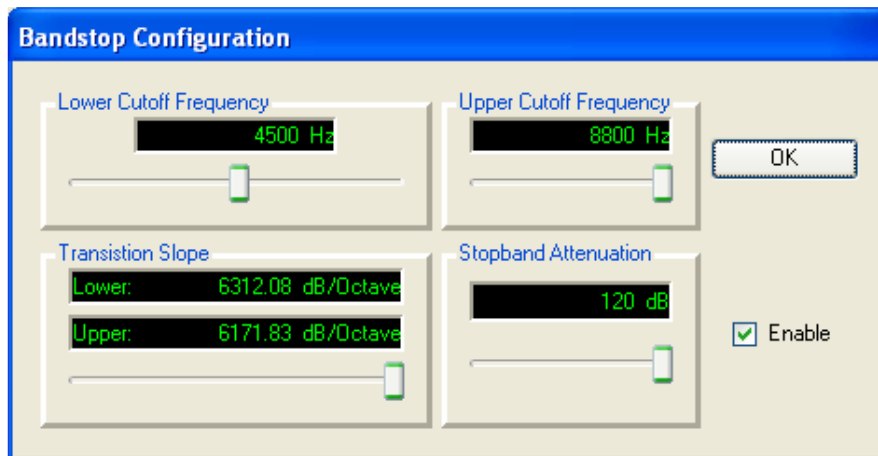 Bandstop Configuration
Lower Cutoff Frequency
4500 Hz
Upper Cutoff Frequency
8800 Hz
OK
Transistion Slope
Lower: 6312.08 dB/Octave
Upper: 6171.83 dB/Octave
Stopband Attenuation
120 dB
Enable